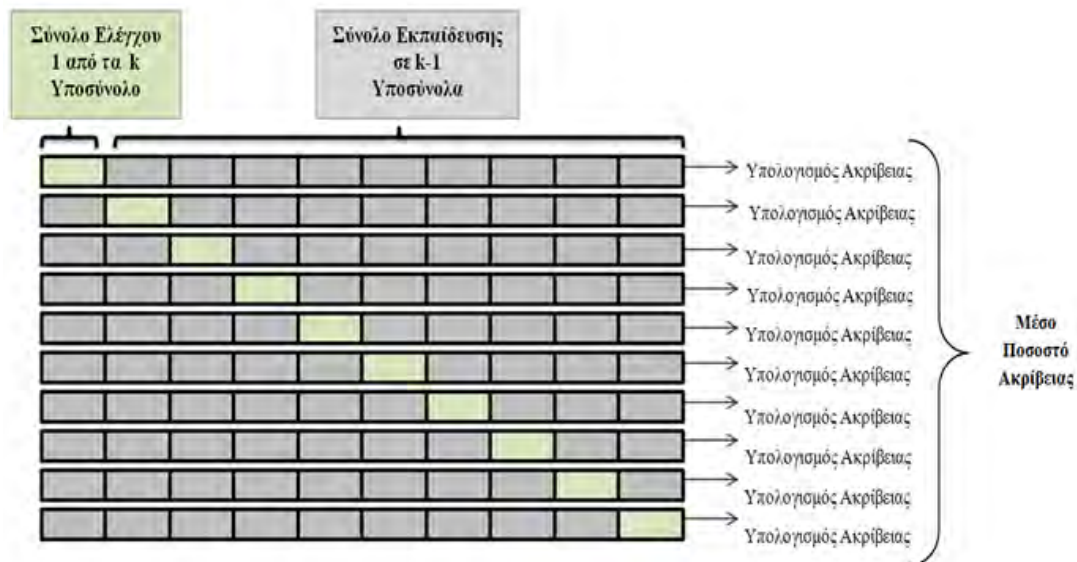 Σύνολο Ελέγχου
1 από τα k
Υποσύνολο
Σύνολο Εκπαίδευσης
σε k-1
Υποσύνολα
Υπολογισμός Ακρίβειας
Υπολογισμός Ακρίβειας
Υπολογισμός Ακρίβειας
Υπολογισμός Ακρίβειας
Υπολογισμός Ακρίβειας
Υπολογισμός Ακρίβειας
Υπολογισμός Ακρίβειας
Υπολογισμός Ακρίβειας
Υπολογισμός Ακρίβειας
Υπολογισμός Ακρίβειας
Μέσο
Ποσοστό
Ακρίβειας